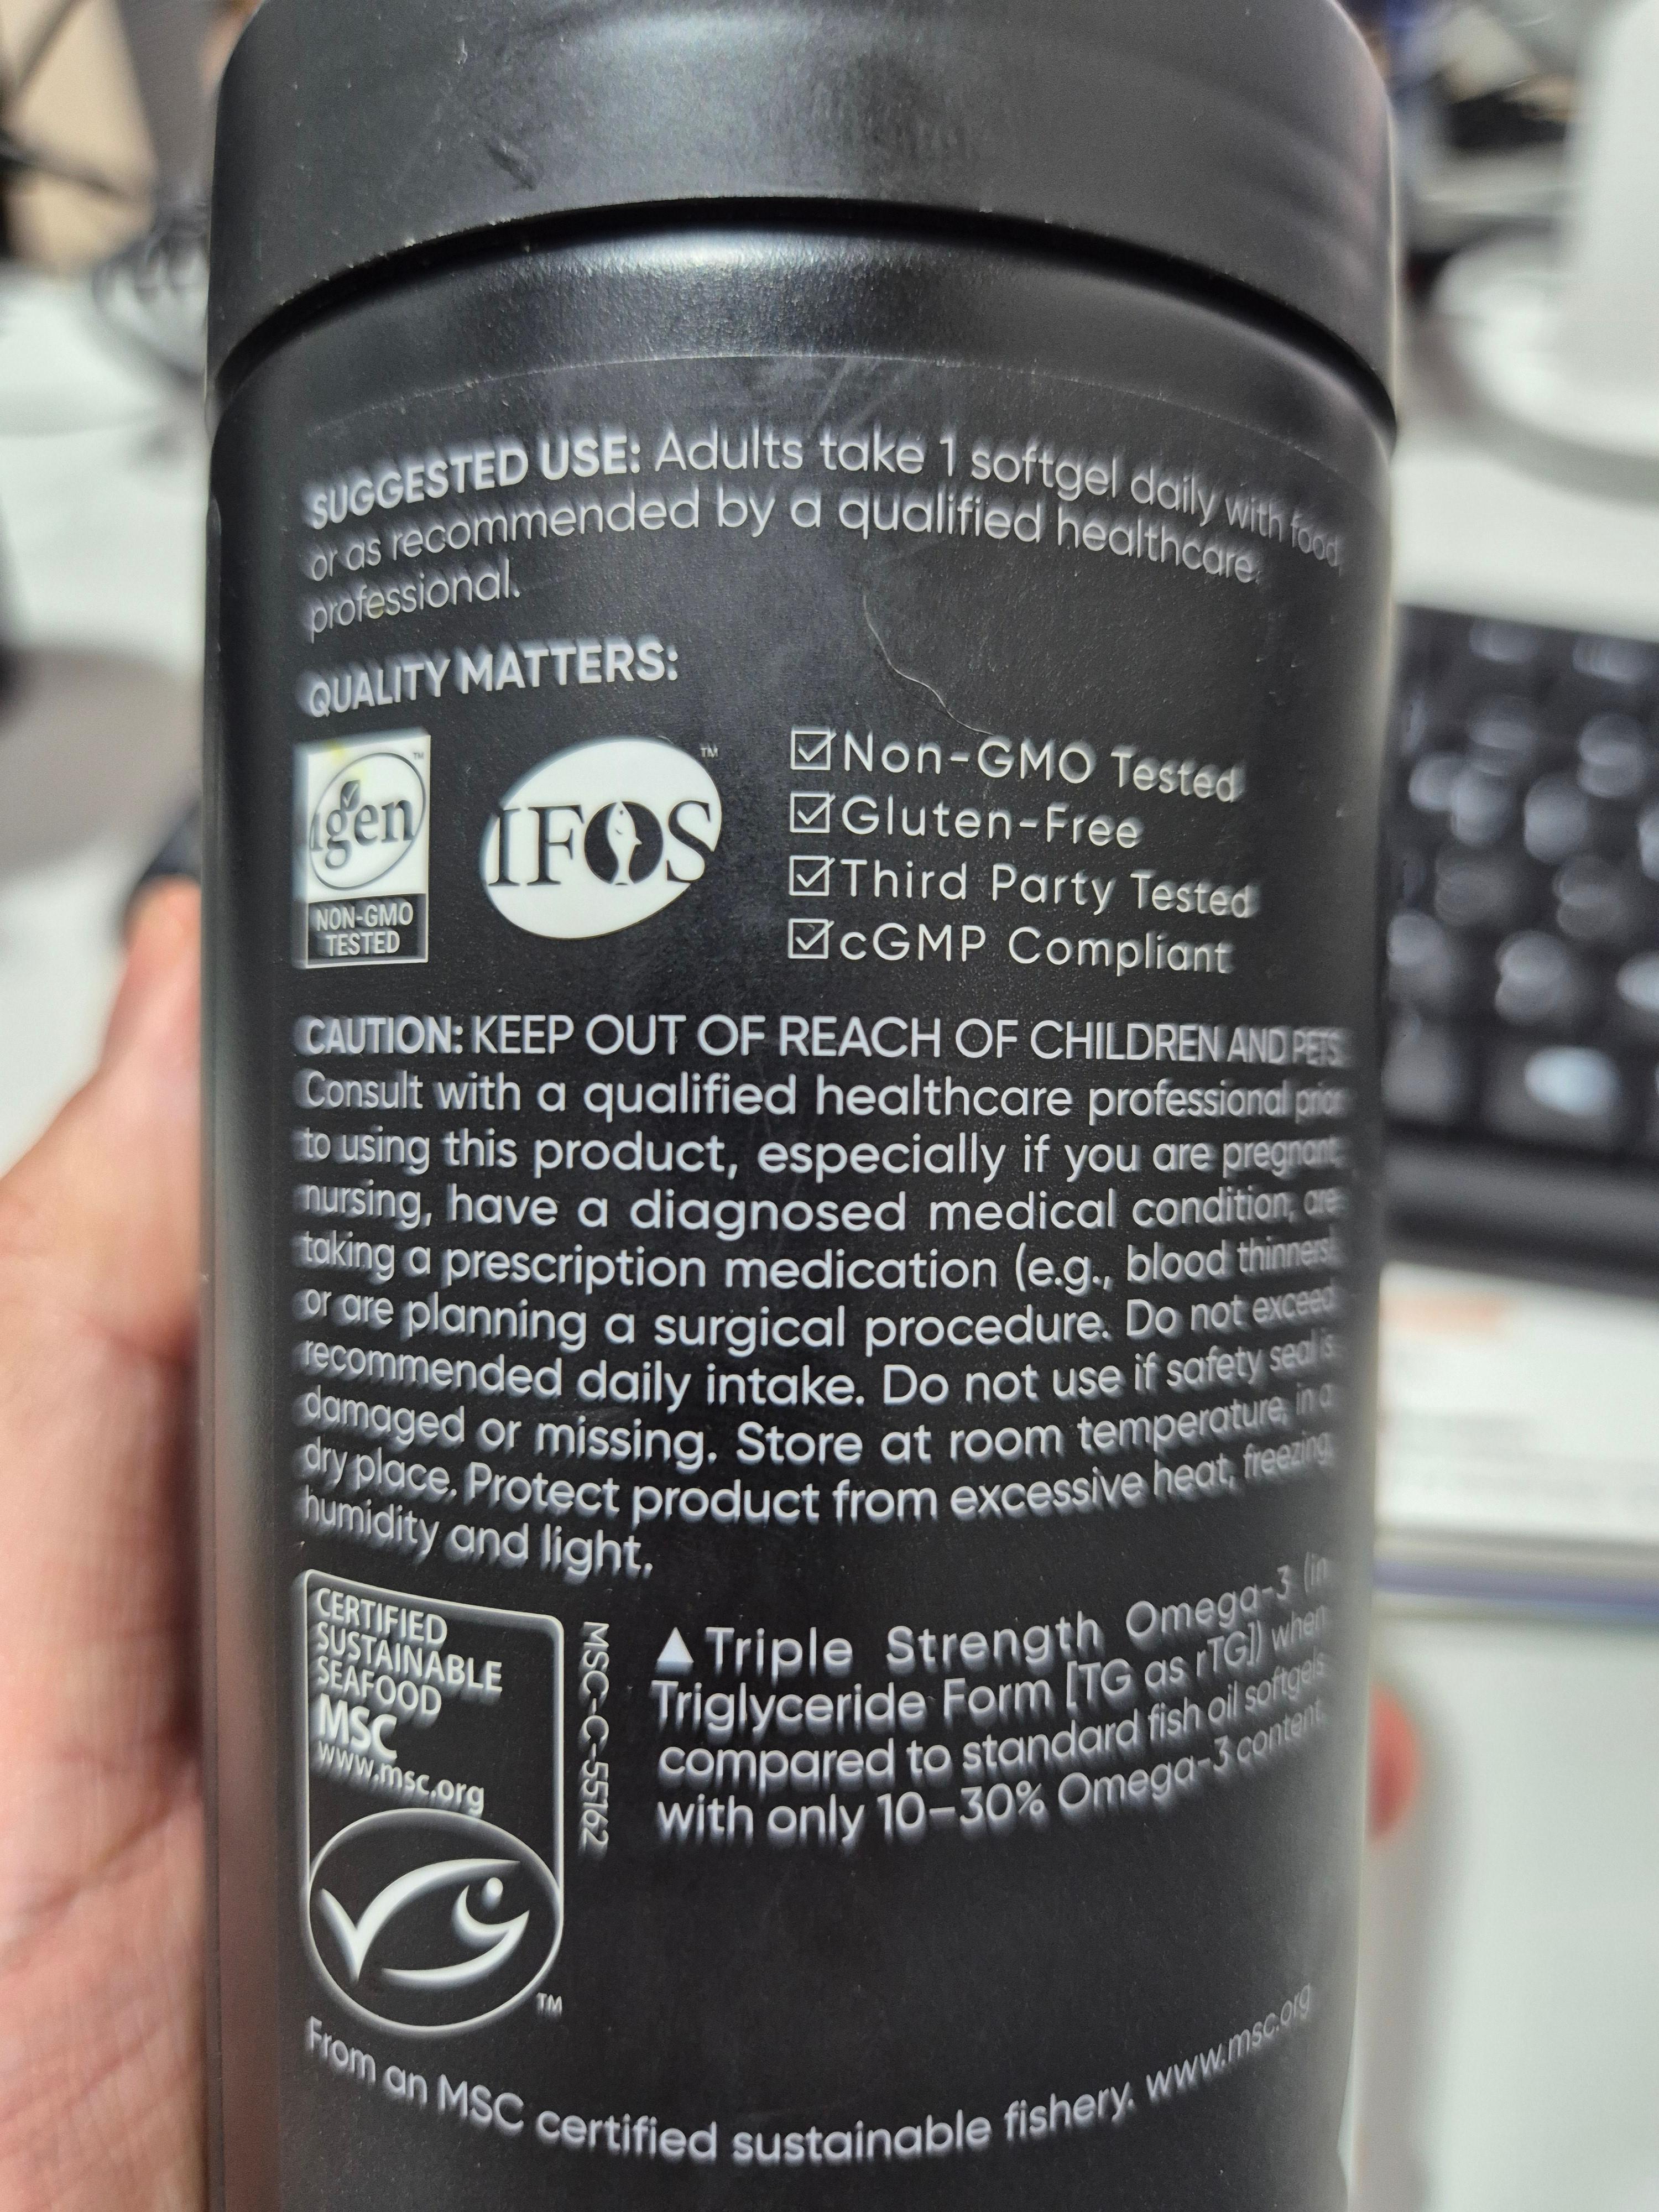 SUGGESTED USE: Adults take 1 softgel daily with food,
or as recommended by a qualified healthcare
professional.
QUALITY MATTERS:
igen
TM
NON-GMO
TESTED
IFOS
TM
☑Non-GMO Tested
☑Gluten-Free
☑Third Party Tested
☑cGMP Compliant
CAUTION: KEEP OUT OF REACH OF CHILDREN AND PETS.
Consult with a qualified healthcare professional prior
to using this product, especially if you are pregnant,
nursing, have a diagnosed medical condition, are
taking a prescription medication (e.g., blood thinners),
or are planning a surgical procedure. Do not exceed
recommended daily intake. Do not use if safety seal is
damaged or missing. Store at room temperature, in a
dry place. Protect product from excessive heat, freezing,
humidity and light.
CERTIFIED
SUSTAINABLE
SEAFOOD
MSC
www.msc.org
TM
MSC-C-55162
▲Triple Strength Omega-3 (in
Triglyceride Form [TG as rTG]) when
compared to standard fish oil softgels
with only 10-30% Omega-3 content.
From an MSC certified sustainable fishery. www.msc.org